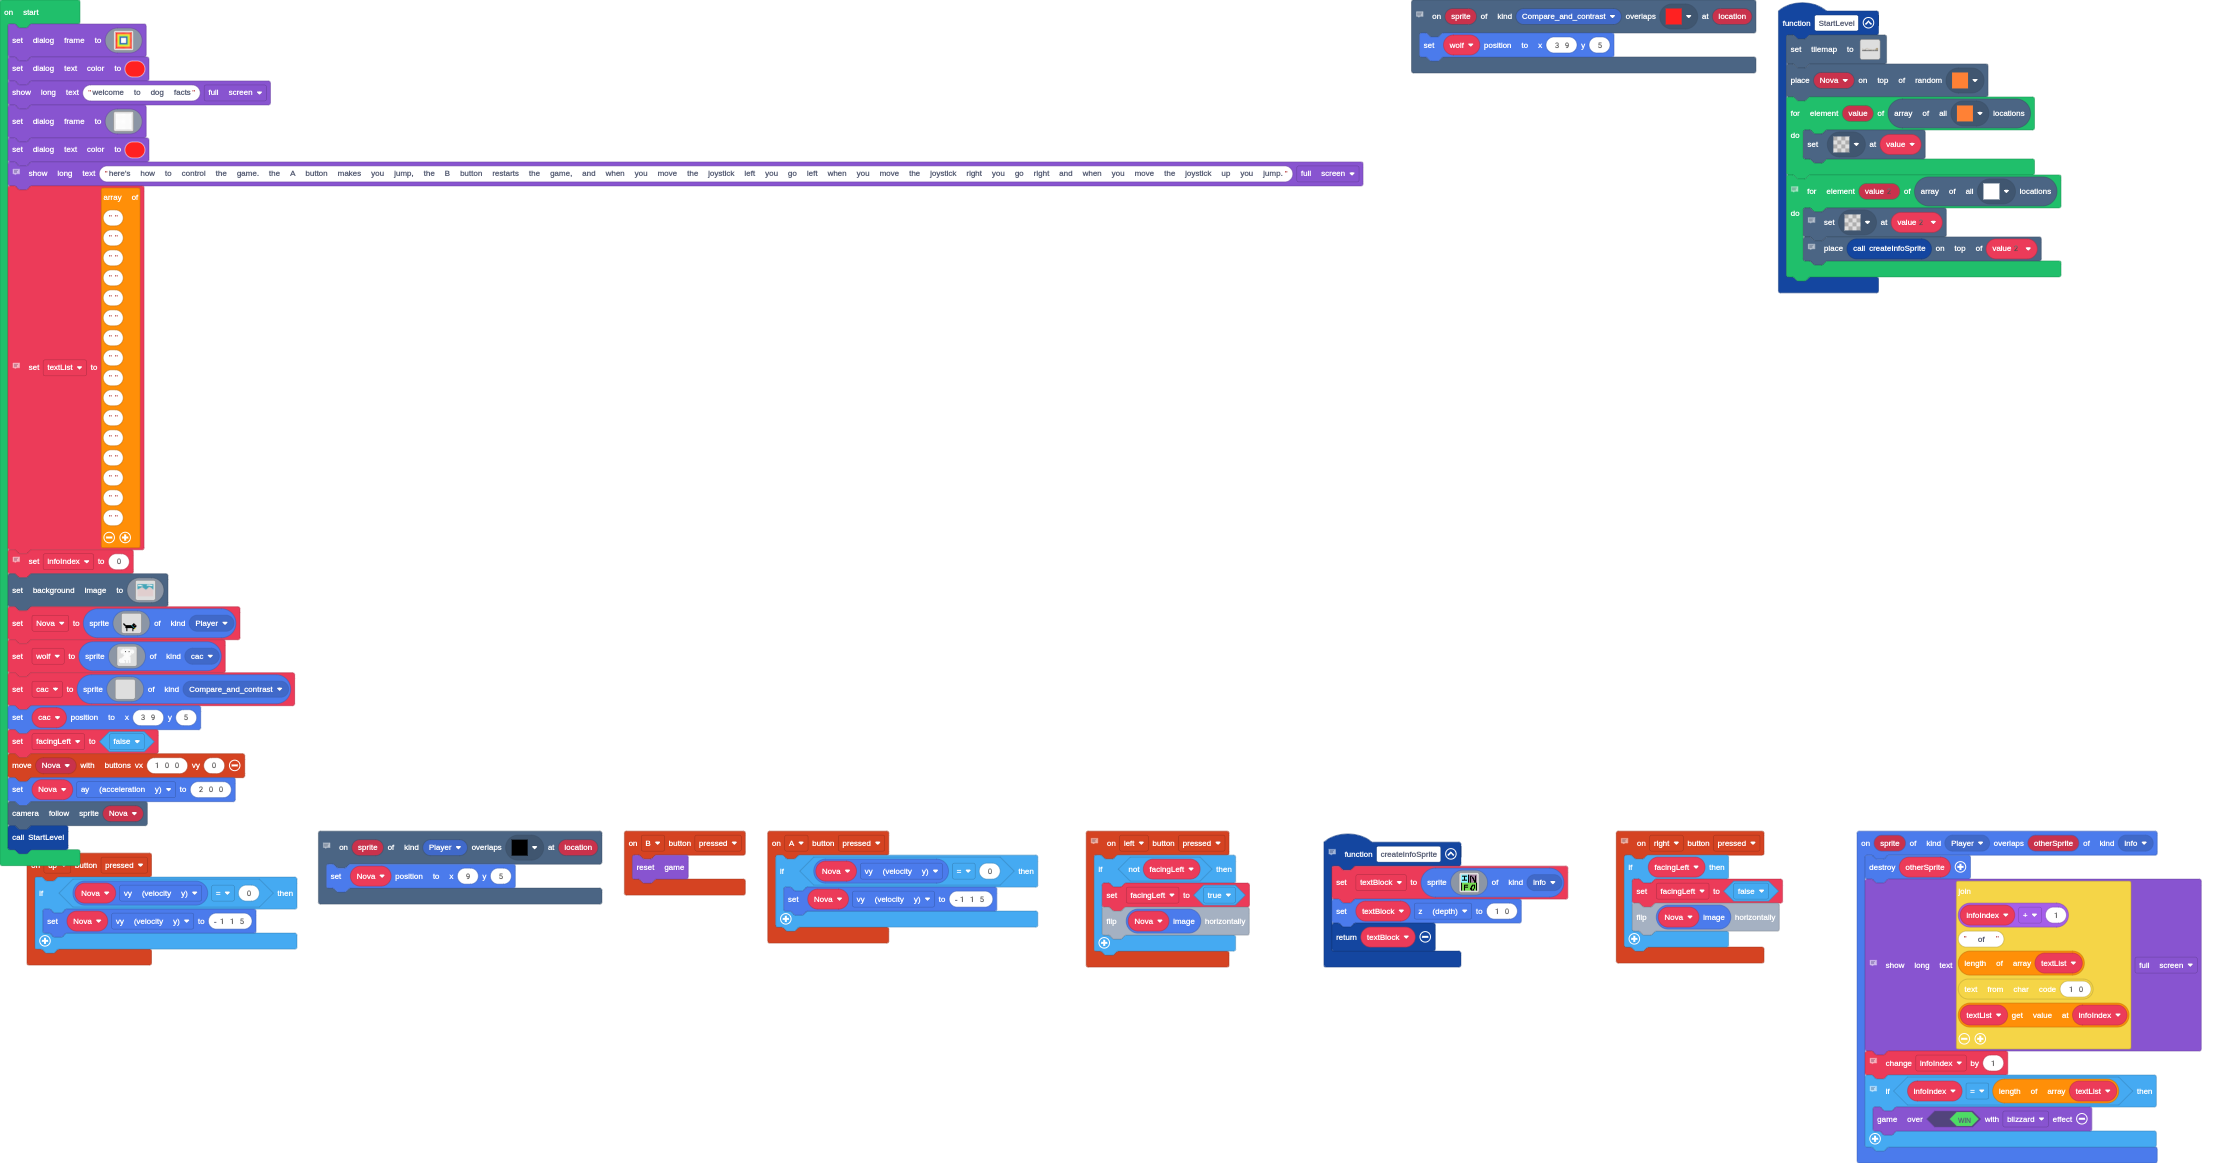 on start
set dialog frame to
set dialog text color to
show long text "welcome to dog facts" full screen
set dialog frame to
set dialog text color to
show long text "here's how to control the game. the A button makes you jump, the B button restarts the game, and when you move the joystick left you go left when you move the joystick right you go right and when you move the joystick up you jump." full screen
array of
" "
" "
" "
" "
" "
" "
" "
" "
set textList to
" "
" "
" "
" "
" "
" "
" "
" "
set infoIndex to 0
set background image to
set Nova to sprite of kind Player
set wolf to sprite of kind cac
set cac to sprite of kind Compare_and_contrast
set cac position to x 39 y 5
set facingLeft to false
move Nova with buttons vx 100 vy 0
set Nova ay (acceleration y) to 200
camera follow sprite Nova
call StartLevel
button pressed
if Nova vy (velocity y) = 0 then
set Nova vy (velocity y) to -115
on sprite of kind Player overlaps at location
set Nova position to x 9 y 5
on B button pressed
reset game
on A button pressed
if Nova vy (velocity y) = 0 then
set Nova vy (velocity y) to -115
on left button pressed
if not facingLeft then
set facingLeft to true
flip Nova image horizontally
function createInfoSprite
set textBlock to sprite of kind info
set textBlock z (depth) to 10
return textBlock
on right button pressed
if facingLeft then
set facingLeft to false
flip Nova image horizontally
on sprite of kind Player overlaps otherSprite of kind info
destroy otherSprite
join
infoIndex + 1
" of "
length of array textList
show long text full screen
text from char code 10
textList get value at infoIndex
change infoIndex by 1
if infoIndex = length of array textList then
game over WIN with blizzard effect
on sprite of kind Compare_and_contrast overlaps at location
set wolf position to x 39 y 5
function StartLevel
set tilemap to
place Nova on top of random
for element value of array of all locations
do
set at value
for element value of array of all locations
do
set at value
place call createInfoSprite on top of value